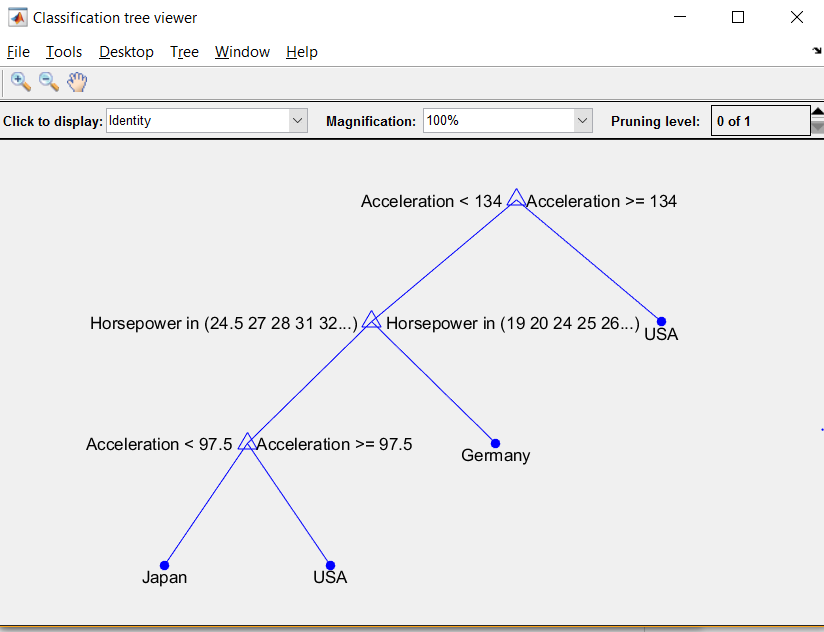 Classification tree viewer
File Tools Desktop Tree Window Help
Click to display: Identity Magnification: 100% Pruning level: 0 of 1
Acceleration < 134 Acceleration >= 134
Horsepower in (24.5 27 28 31 32...) Horsepower in (19 20 24 25 26...)
USA
Acceleration < 97.5 Acceleration >= 97.5
Germany
Japan USA